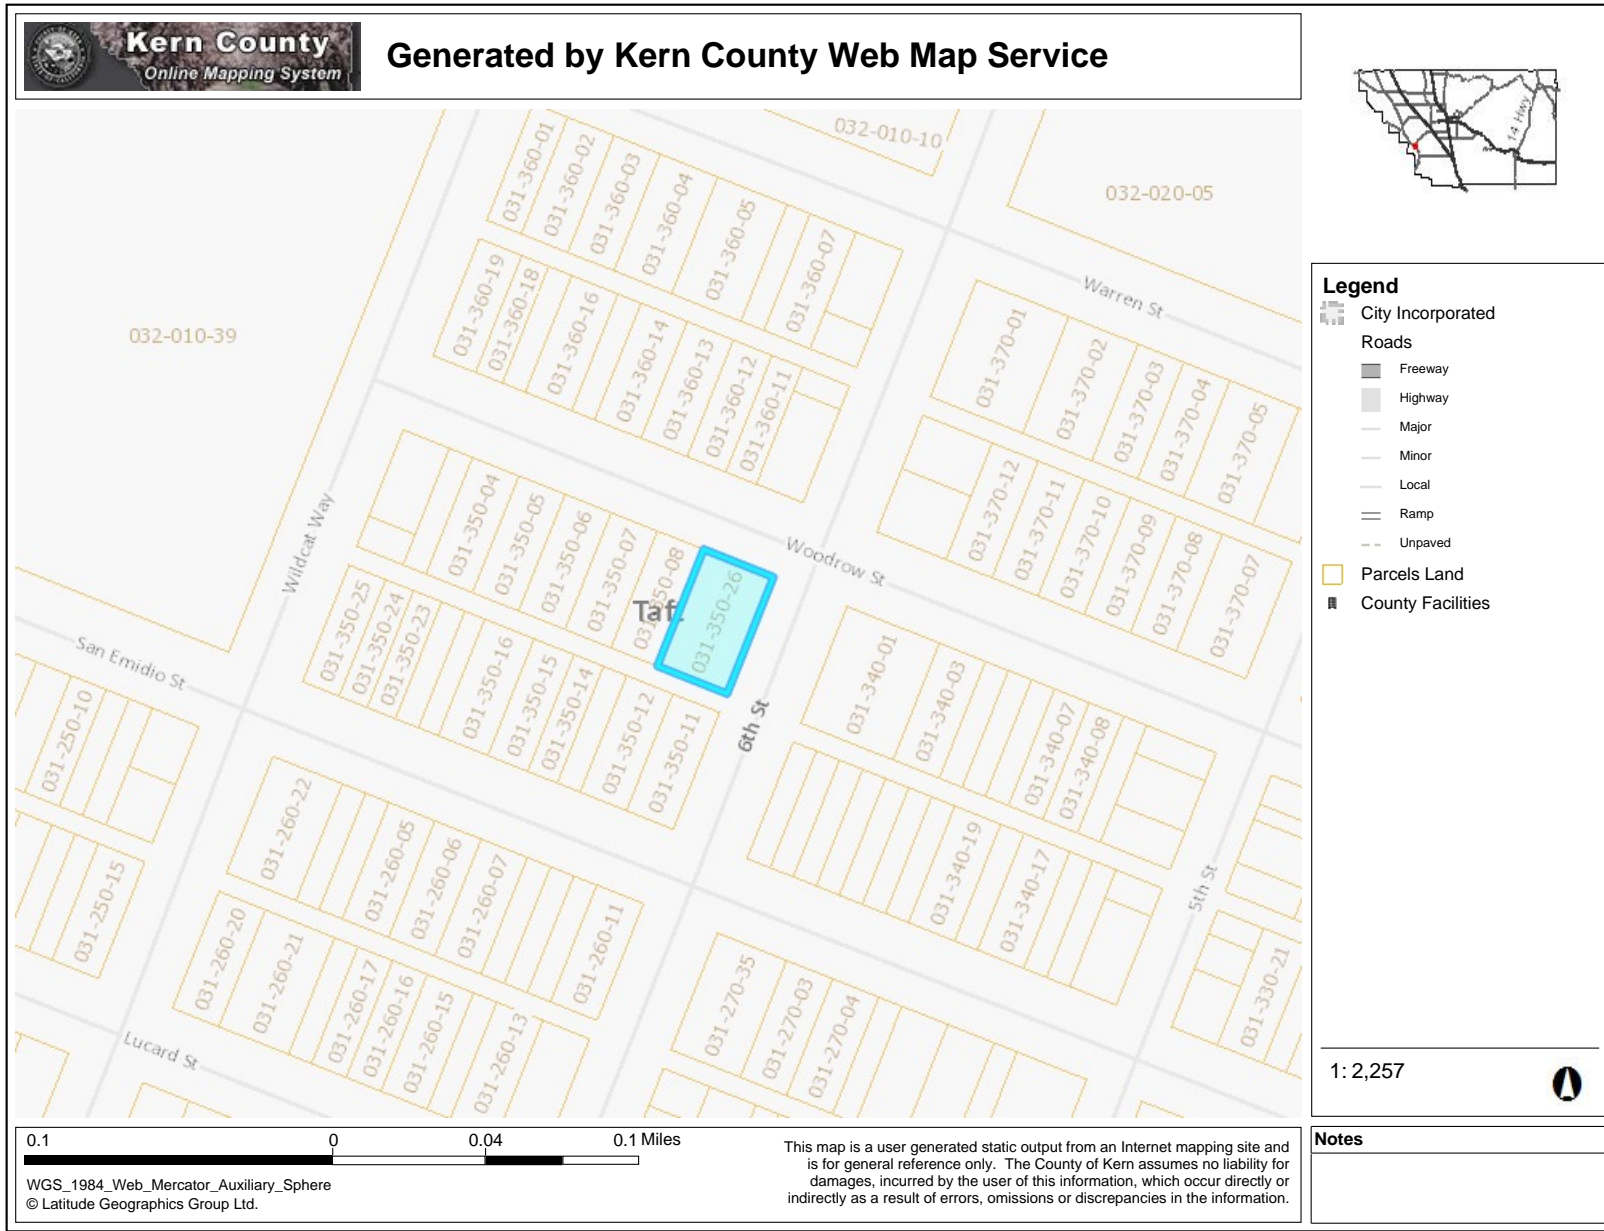 Kern County
Online Mapping System
Generated by Kern County Web Map Service
14 Hwy
032-010-10
032-020-05
031-360-01
031-360-02
031-360-03
031-360-04
031-360-05
031-360-07
031-360-19
031-360-18
031-360-16
031-360-14
031-360-13
031-360-12
031-360-11
032-010-39
Warren St
031-370-01
031-370-02
031-370-03
031-370-04
031-370-05
031-370-12
031-370-11
031-370-10
031-370-09
031-370-08
031-370-07
Wildcat Way
Woodrow St
031-350-04
031-350-05
031-350-06
031-350-07
031-350-08
031-350-26
Taf
031-350-25
031-350-24
031-350-23
031-350-16
031-350-15
031-350-14
031-350-12
031-350-11
6th St
031-340-01
031-340-03
031-340-07
031-340-08
031-340-19
031-340-17
San Emidio St
031-250-10
031-250-15
031-260-22
031-260-05
031-260-06
031-260-07
031-260-11
031-260-20
031-260-21
031-260-17
031-260-16
031-260-15
031-260-13
5th St
031-270-35
031-270-03
031-270-04
031-330-21
Lucard St
Legend
City Incorporated
Roads
Freeway
Highway
Major
Minor
Local
Ramp
Unpaved
Parcels Land
County Facilities
1: 2,257
0.1 0 0.04 0.1 Miles
WGS_1984_Web_Mercator_Auxiliary_Sphere
© Latitude Geographics Group Ltd.
This map is a user generated static output from an Internet mapping site and
is for general reference only. The County of Kern assumes no liability for
damages, incurred by the user of this information, which occur directly or
indirectly as a result of errors, omissions or discrepancies in the information.
Notes